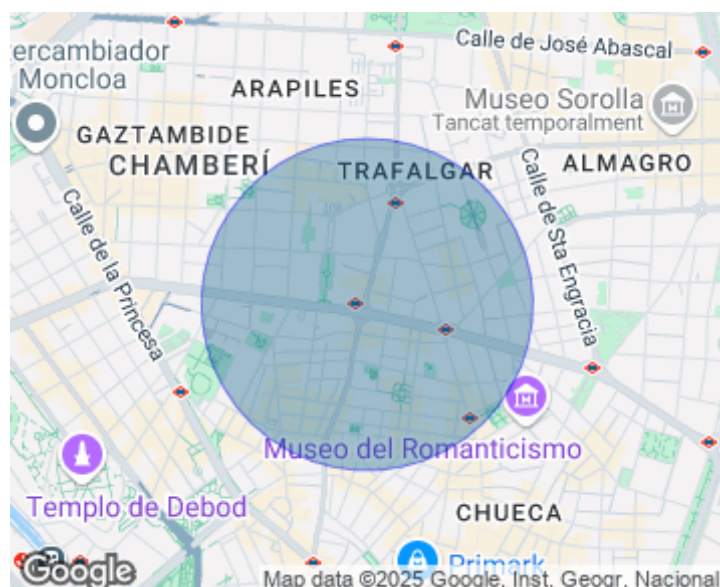 Calle de José Abascal
tercambiador
Moncloa
ARAPILES
Museo Sorolla
Tancat temporalment
GAZTAMBIDE
CHAMBERÍ
TRAFALGAR
ALMAGRO
Calle de la Princesa
Calle de Sta Engracia
Museo del Romanticismo
Templo de Debod
CHUECA
Primark
Google
Map data ©2025 Google, Inst. Geogr. Nacional